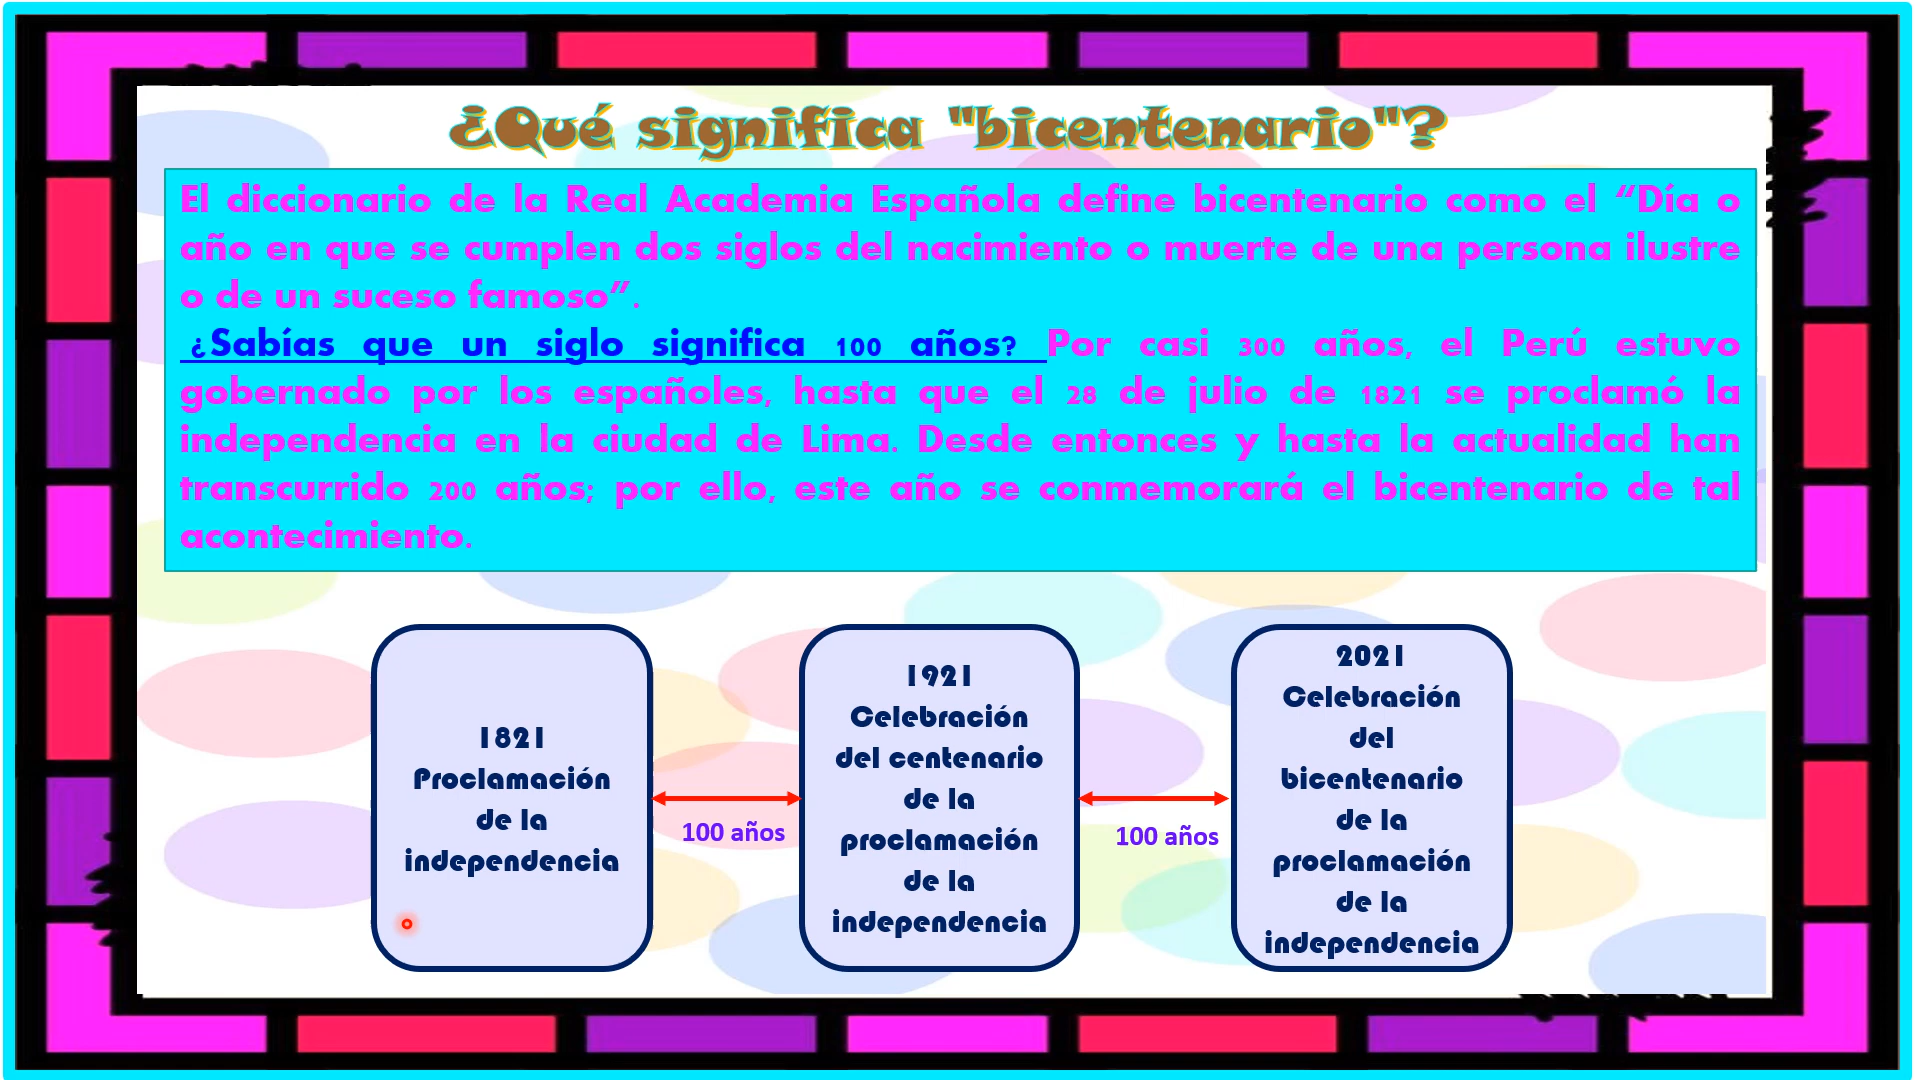 ¿Qué significa "bicentenario"?
El diccionario de la Real Academia Española define bicentenario como el “Día o
año en que se cumplen dos siglos del nacimiento o muerte de una persona ilustre
o de un suceso famoso”.
¿Sabías que un siglo significa 100 años? Por casi 300 años, el Perú estuvo
gobernado por los españoles, hasta que el 28 de julio de 1821 se proclamó la
independencia en la ciudad de Lima. Desde entonces y hasta la actualidad han
transcurrido 200 años; por ello, este año se conmemorará el bicentenario de tal
acontecimiento.
1821
Proclamación
de la
independencia
100 años
1921
Celebración
del centenario
de la
proclamación
de la
independencia
100 años
2021
Celebración
del
bicentenario
de la
proclamación
de la
independencia